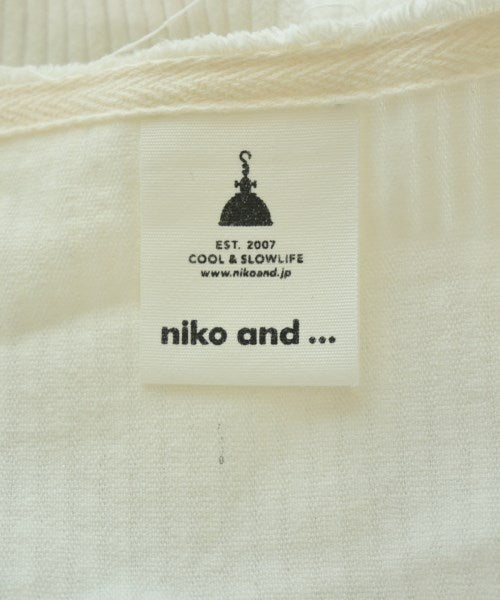 EST. 2007
COOL & SLOWLIFE
www.nikoand.jp
niko and ...